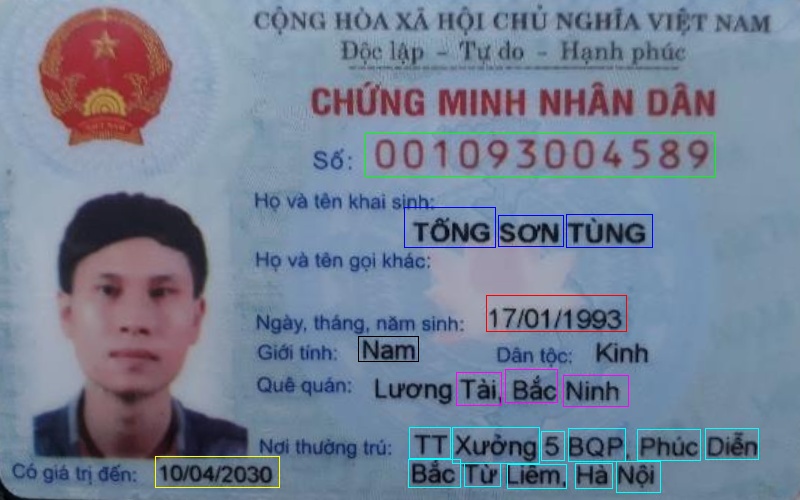 CỘNG HÒA XÃ HỘI CHỦ NGHĨA VIỆT NAM
Độc lập - Tự do - Hạnh phúc
CHỨNG MINH NHÂN DÂN
Số: 001093004589
Họ và tên khai sinh:
TỐNG SƠN TÙNG
Họ và tên gọi khác:
Ngày, tháng, năm sinh: 17/01/1993
Giới tính: Nam Dân tộc: Kinh
Quê quán: Lương Tài, Bắc Ninh
Nơi thường trú: TT Xưởng 5 BQP, Phúc Diễn
Có giá trị đến: 10/04/2030 Bắc Từ Liêm, Hà Nội